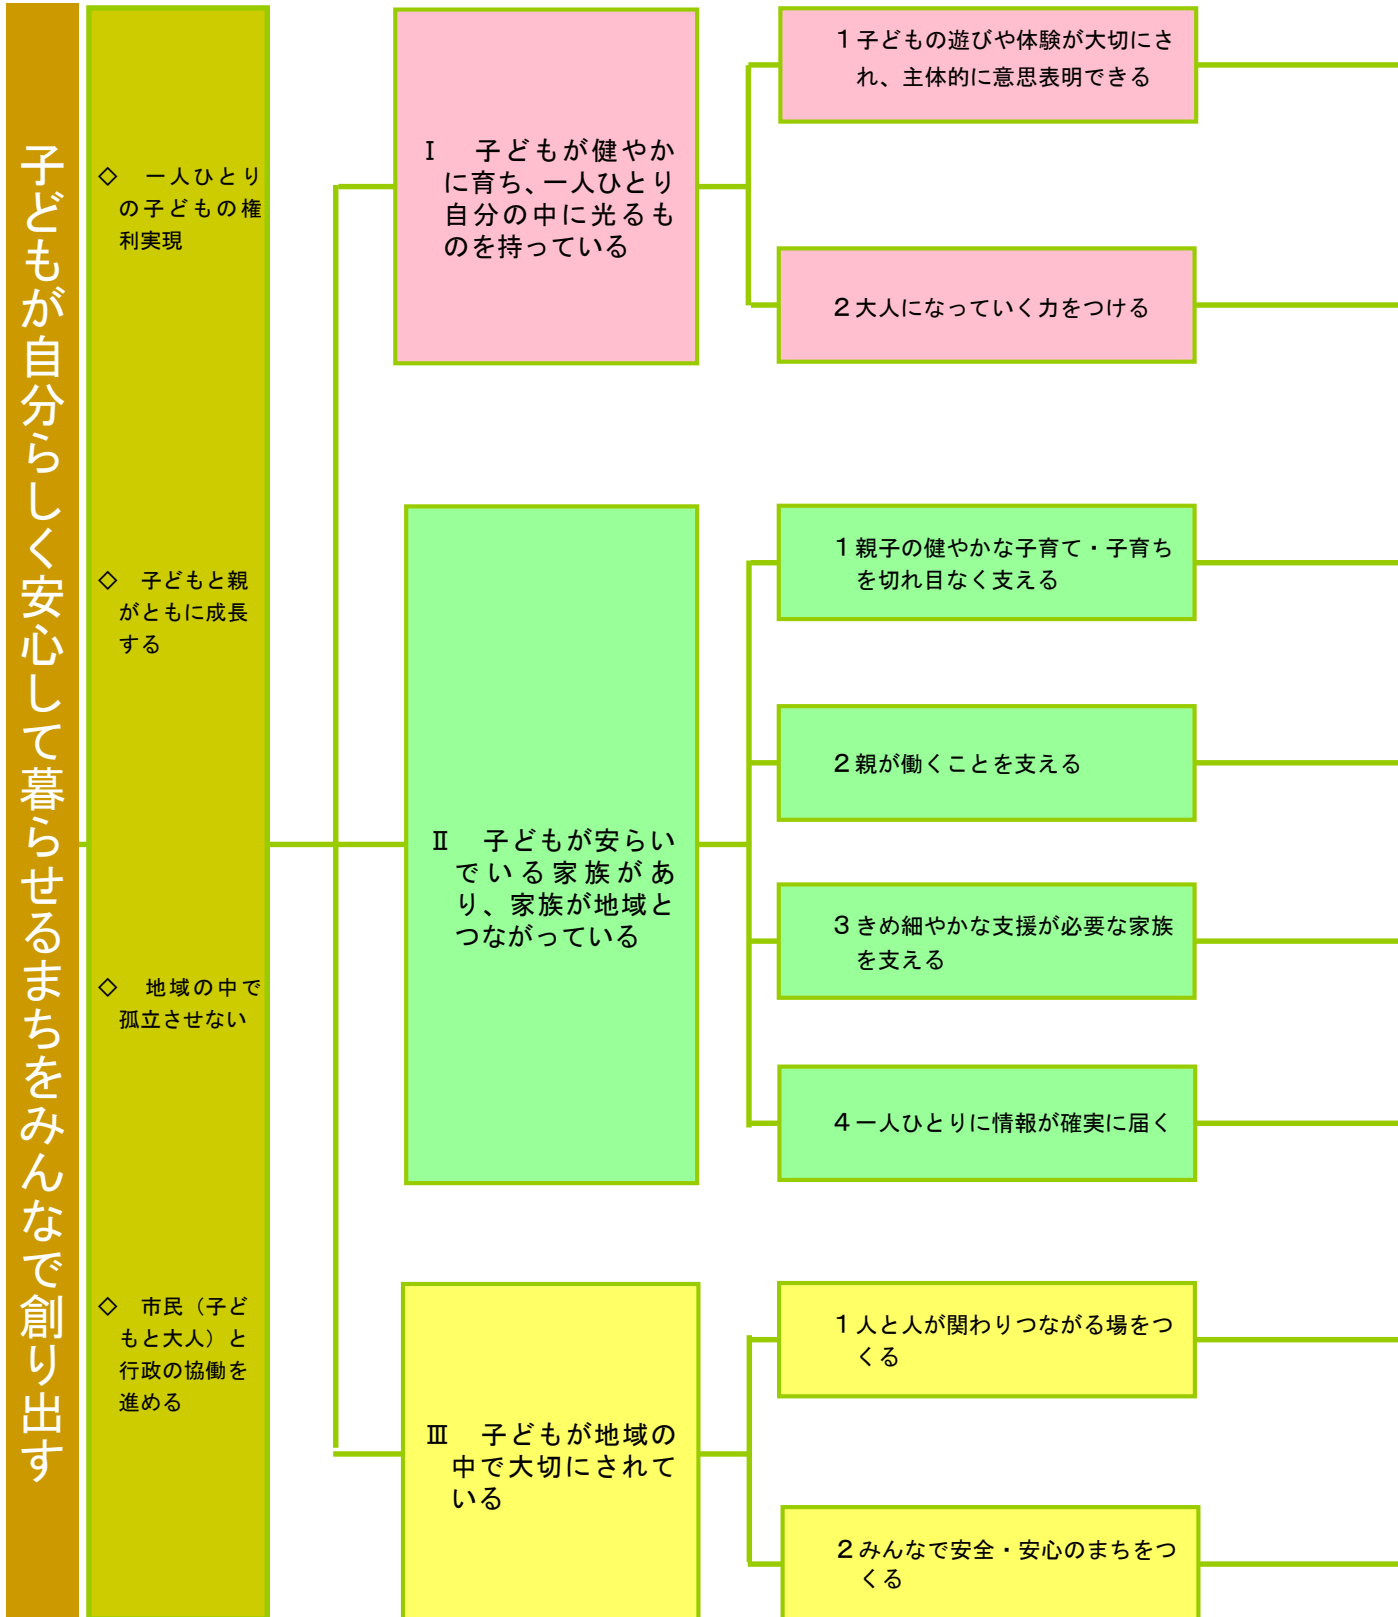 子どもが自分らしく安心して暮らせるまちをみんなで創り出す
◇　一人ひとり
の子どもの権
利実現
◇　子どもと親
がともに成長
する
◇　地域の中で
孤立させない
◇　市民（子ど
もと大人）と
行政の協働を
進める
Ⅰ　子どもが健やか
に育ち、一人ひとり
自分の中に光るも
のを持っている
1 子どもの遊びや体験が大切にさ
れ、主体的に意思表明できる
2 大人になっていく力をつける
Ⅱ　子どもが安らい
でいる家族があ
り、家族が地域と
つながっている
1 親子の健やかな子育て・子育ち
を切れ目なく支える
2 親が働くことを支える
3 きめ細やかな支援が必要な家族
を支える
4 一人ひとりに情報が確実に届く
Ⅲ　子どもが地域の
中で大切にされて
いる
1 人と人が関わりつながる場をつ
くる
2 みんなで安全・安心のまちをつ
くる